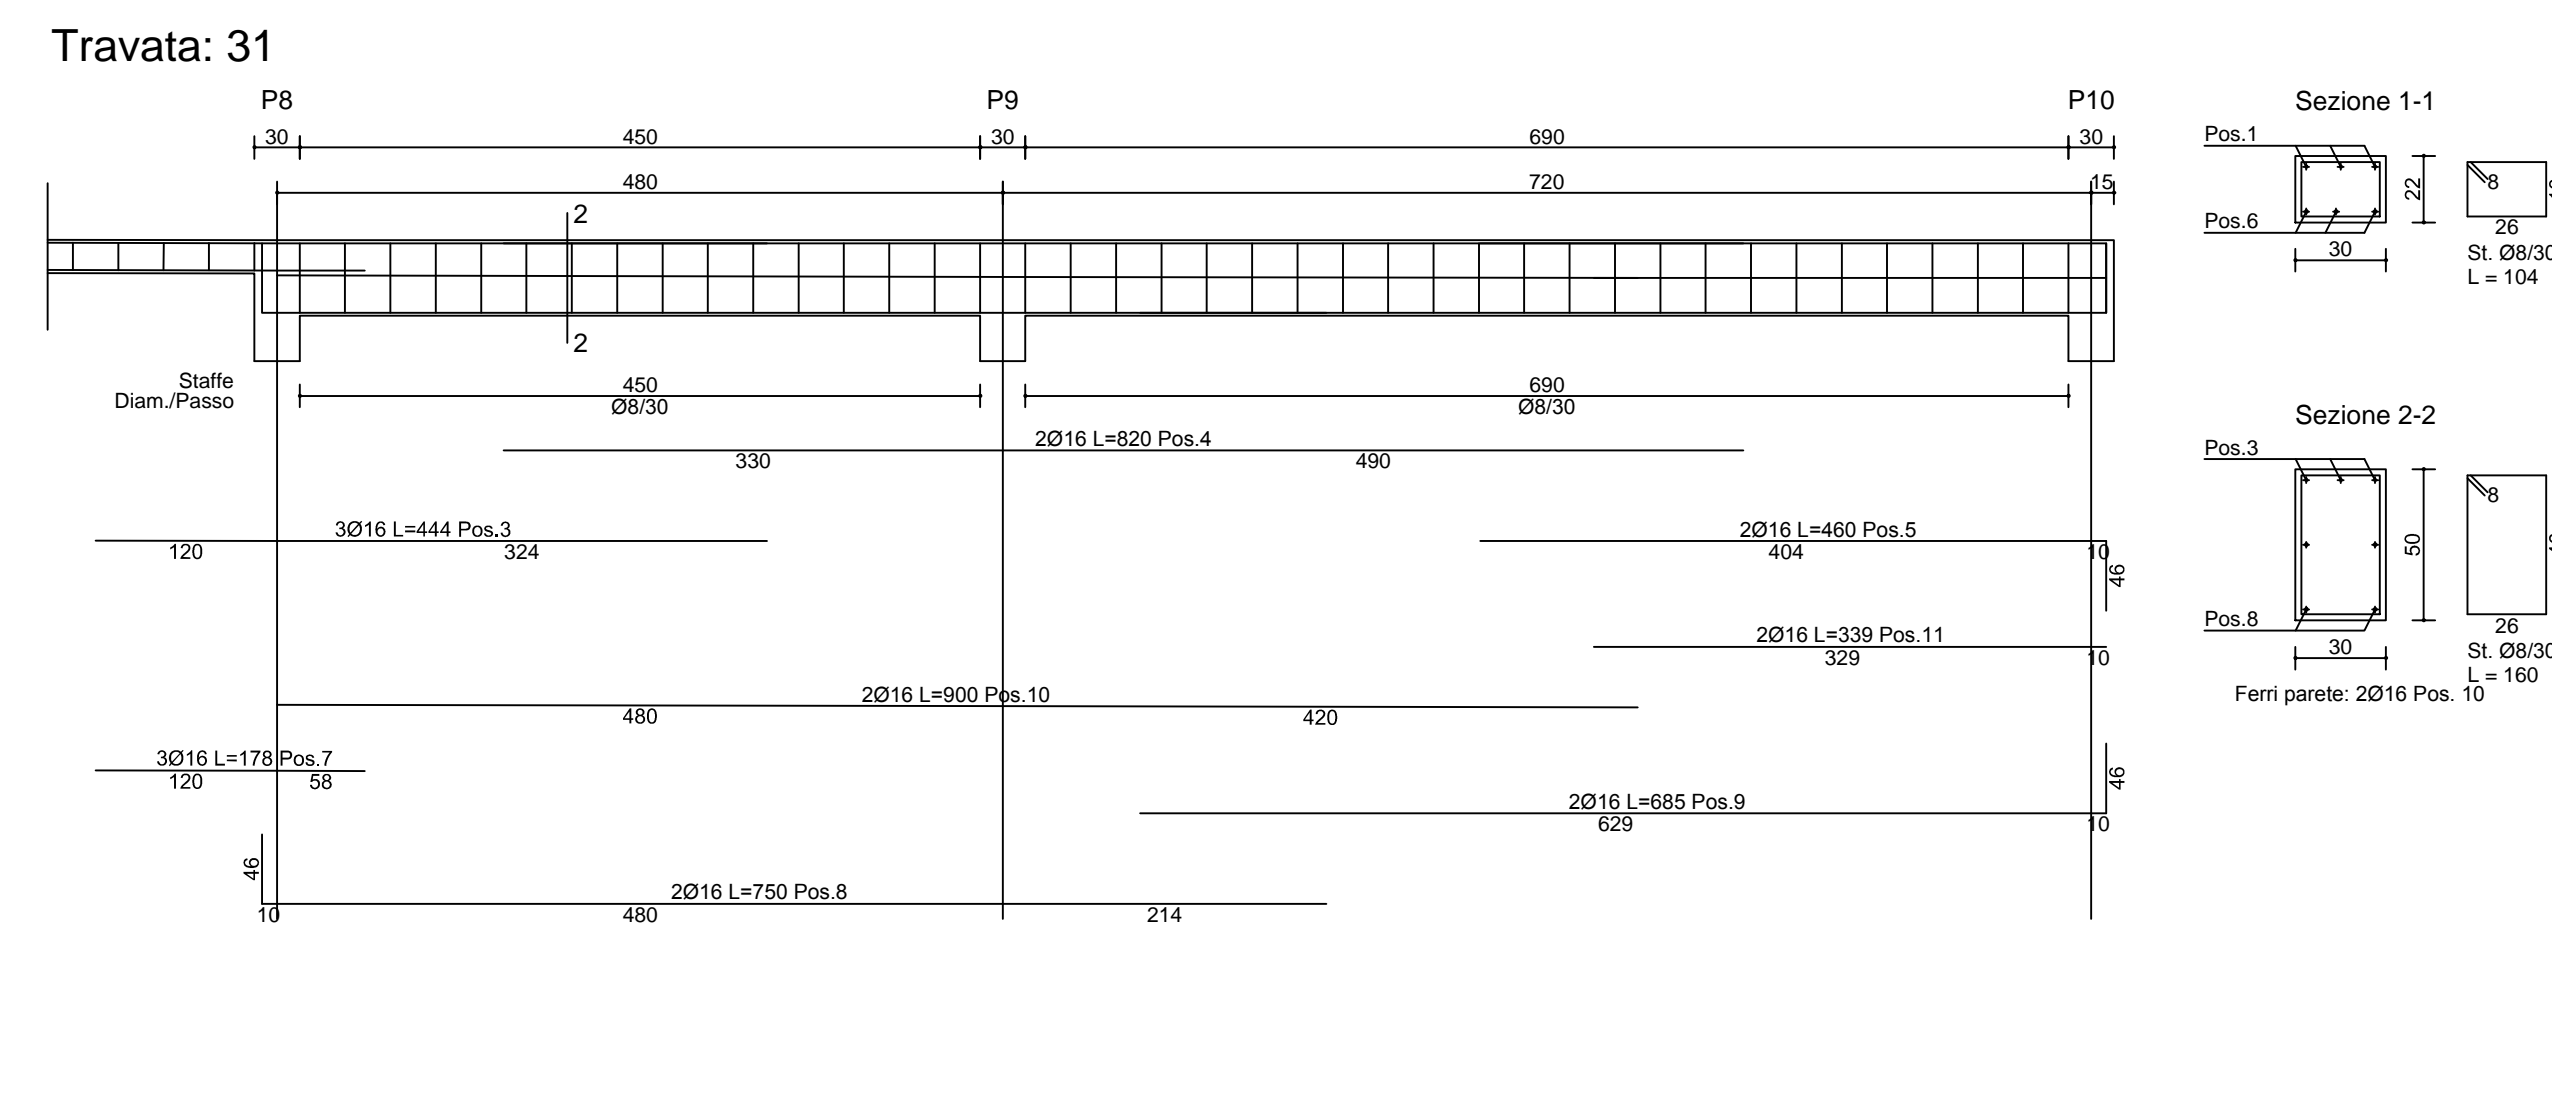 Travata: 31
P8 P9 P10
30 450 30 690 30
480 720 15
2
2
Staffe
Diam./Passo
450 690
Ø8/30 Ø8/30
2Ø16 L=820 Pos.4
330 490
3Ø16 L=444 Pos.3
120 324
2Ø16 L=460 Pos.5
404 10
46
2Ø16 L=339 Pos.11
329 10
2Ø16 L=900 Pos.10
480 420
3Ø16 L=178 Pos.7
120 58
46
2Ø16 L=685 Pos.9
629 10
46
2Ø16 L=750 Pos.8
10 480 214
Sezione 1-1
Pos.1
22
8
Pos.6
26
30
St. Ø8/30
L = 104
Sezione 2-2
Pos.3
8
50
Pos.8
26
30
St. Ø8/30
L = 160
Ferri parete: 2Ø16 Pos. 10